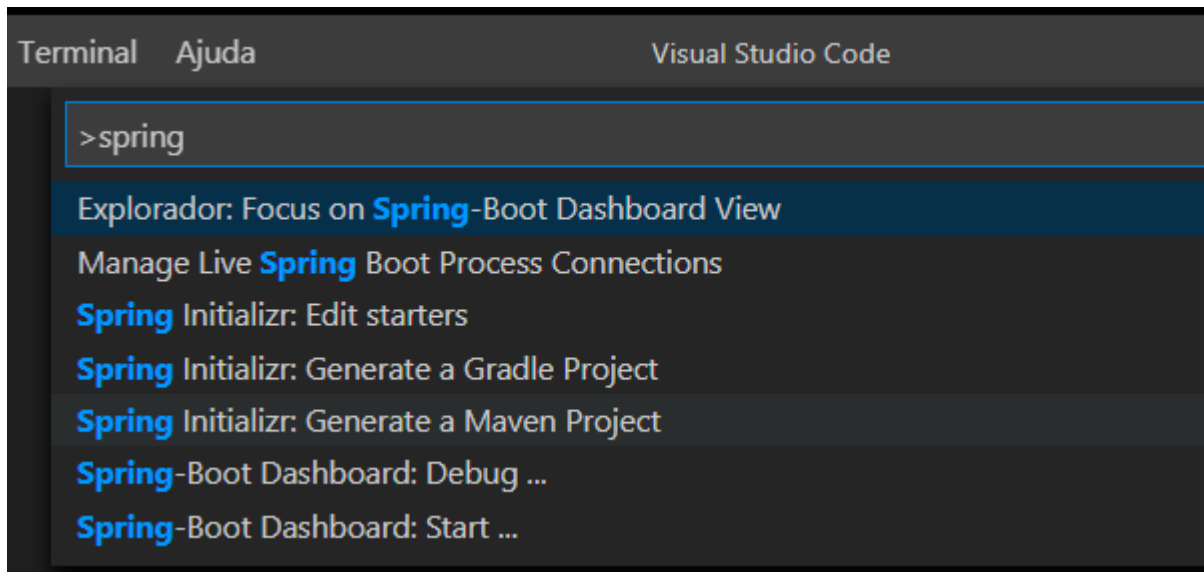 Terminal Ajuda Visual Studio Code
>spring
Explorador: Focus on Spring-Boot Dashboard View
Manage Live Spring Boot Process Connections
Spring Initializr: Edit starters
Spring Initializr: Generate a Gradle Project
Spring Initializr: Generate a Maven Project
Spring-Boot Dashboard: Debug ...
Spring-Boot Dashboard: Start ...